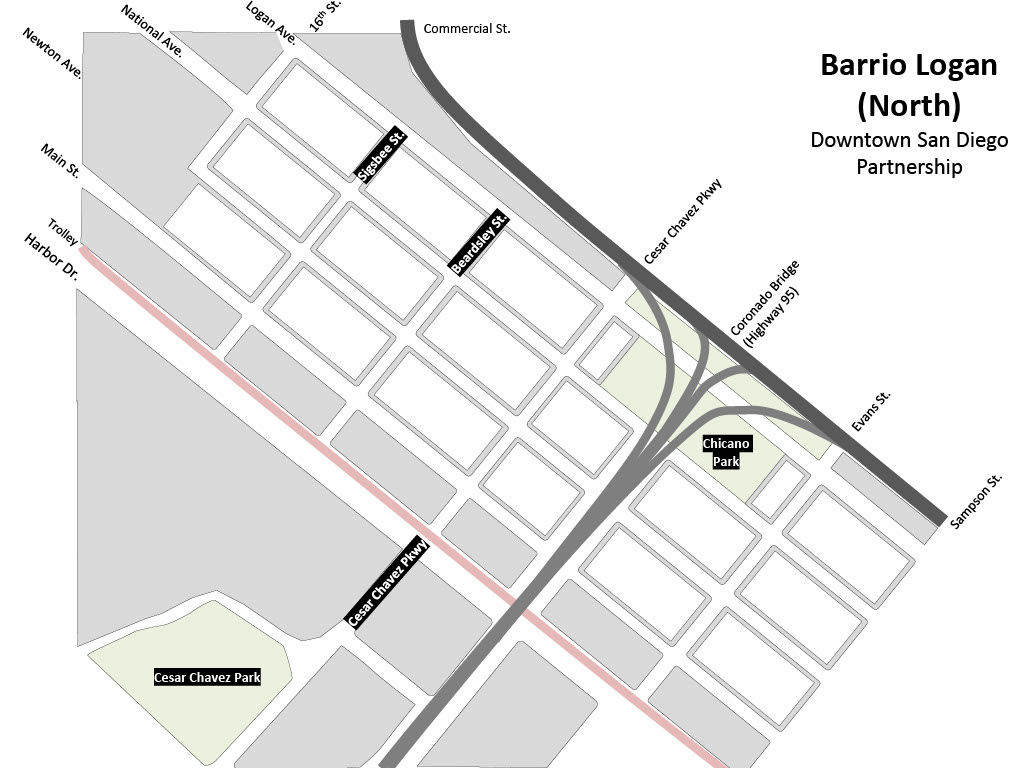 16th St.
Logan Ave.
National Ave.
Newton Ave.
Commercial St.
Barrio Logan
(North)
Downtown San Diego
Partnership
Main St.
Sigsbee St.
Trolley
Harbor Dr.
Beardsley St.
Cesar Chavez Pkwy
Coronado Bridge
(Highway 95)
Evans St.
Chicano
Park
Sampson St.
Cesar Chavez Pkwy
Cesar Chavez Park